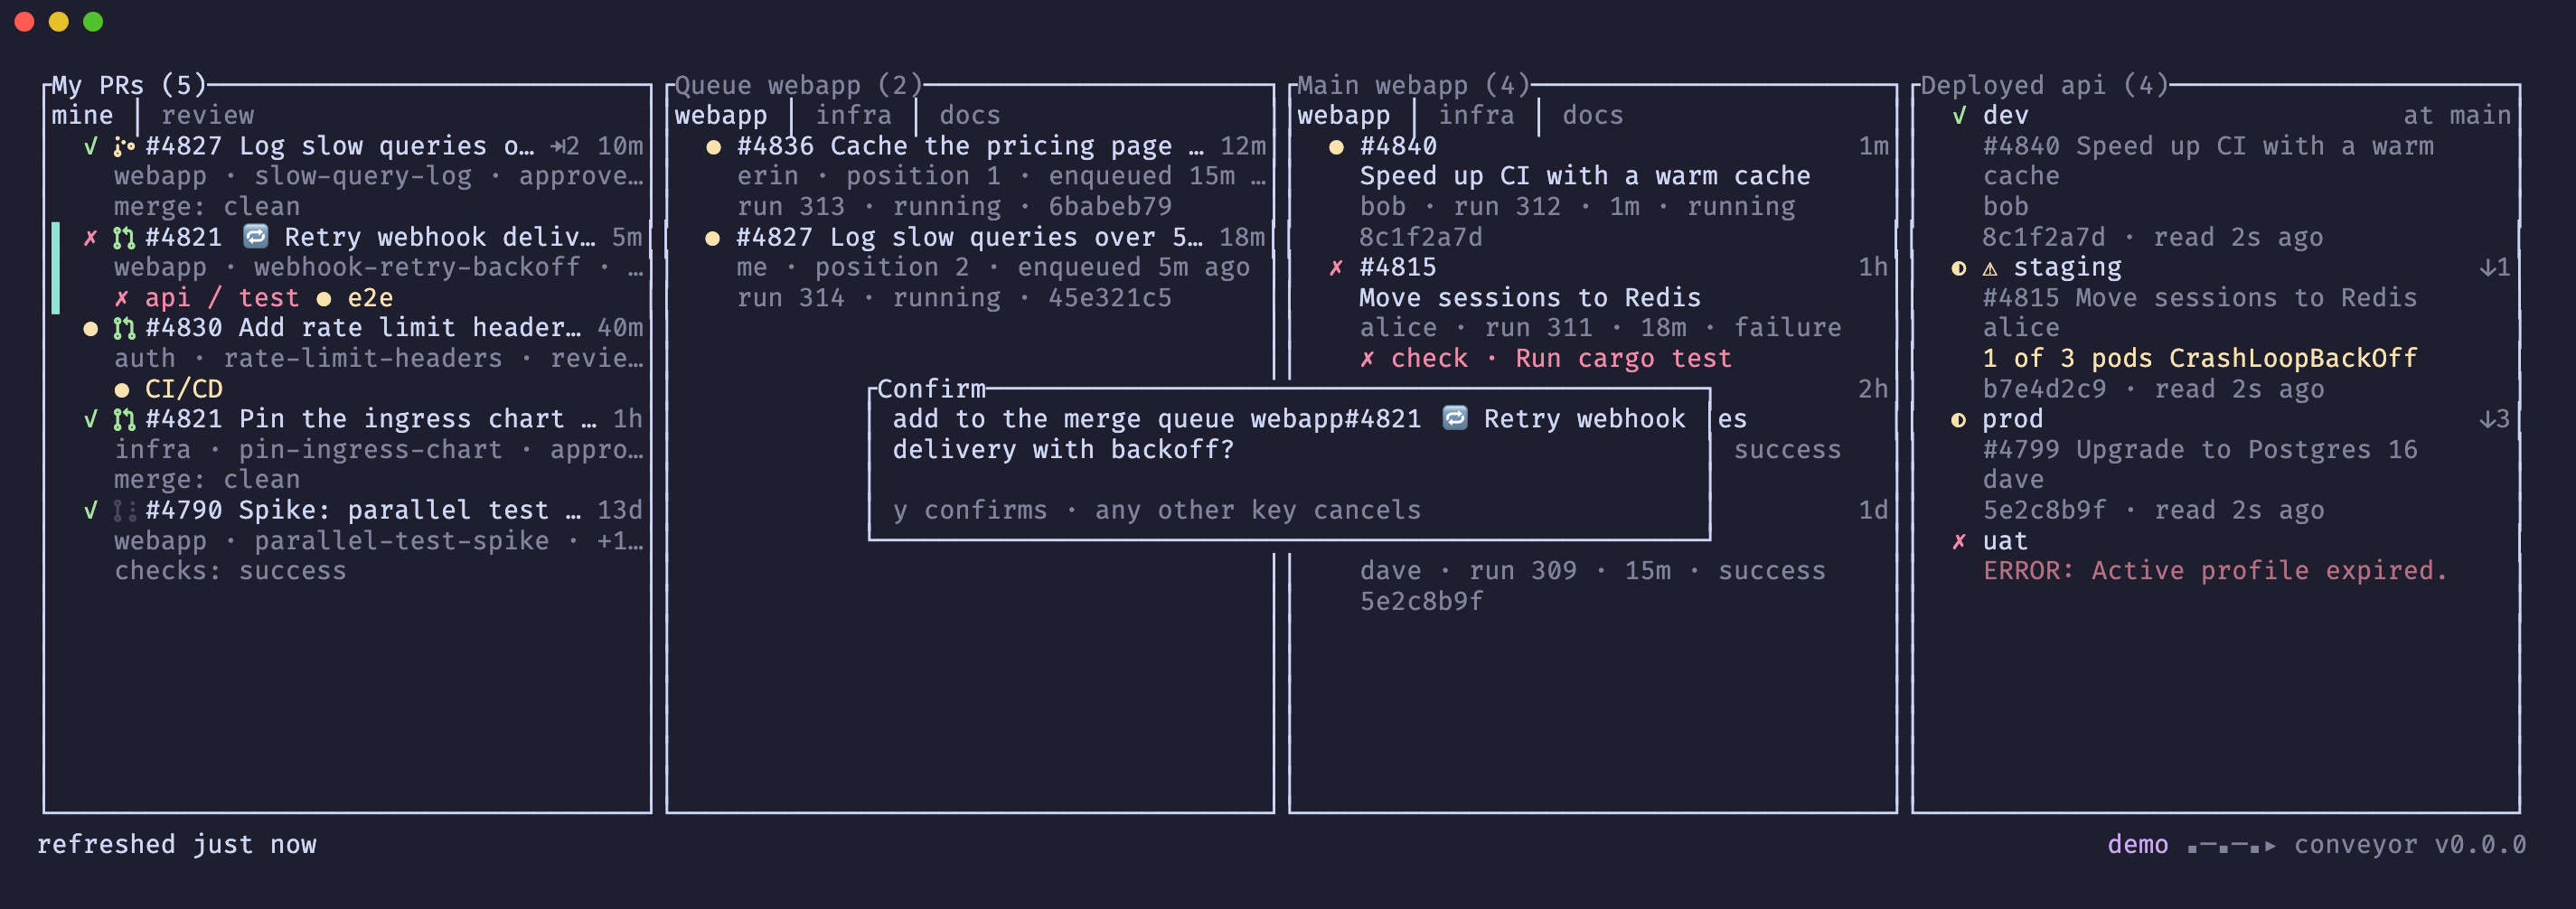 My PRs (5)
mine │ review
✓ #4827 Log slow queries o… ⇥2 10m
webapp · slow-query-log · approve…
merge: clean
✗ #4821 🔁 Retry webhook deliv… 5m
webapp · webhook-retry-backoff · …
✗ api / test ● e2e
● #4830 Add rate limit header… 40m
auth · rate-limit-headers · revie…
● CI/CD
✓ #4821 Pin the ingress chart … 1h
infra · pin-ingress-chart · appro…
merge: clean
✓ #4790 Spike: parallel test … 13d
webapp · parallel-test-spike · +1…
checks: success
Queue webapp (2)
webapp │ infra │ docs
● #4836 Cache the pricing page … 12m
erin · position 1 · enqueued 15m …
run 313 · running · 6babeb79
● #4827 Log slow queries over 5… 18m
me · position 2 · enqueued 5m ago
run 314 · running · 45e321c5
Main webapp (4)
webapp │ infra │ docs
● #4840 1m
Speed up CI with a warm cache
bob · run 312 · 1m · running
8c1f2a7d
✗ #4815 1h
Move sessions to Redis
alice · run 311 · 18m · failure
✗ check · Run cargo test
2h
es
success
1d
dave · run 309 · 15m · success
5e2c8b9f
Confirm
add to the merge queue webapp#4821 🔁 Retry webhook
delivery with backoff?
y confirms · any other key cancels
Deployed api (4)
✓ dev at main
#4840 Speed up CI with a warm
cache
bob
8c1f2a7d · read 2s ago
◐ ⚠ staging ↓1
#4815 Move sessions to Redis
alice
1 of 3 pods CrashLoopBackOff
b7e4d2c9 · read 2s ago
◐ prod ↓3
#4799 Upgrade to Postgres 16
dave
5e2c8b9f · read 2s ago
✗ uat
ERROR: Active profile expired.
refreshed just now
demo ▪─▪─▪▸ conveyor v0.0.0